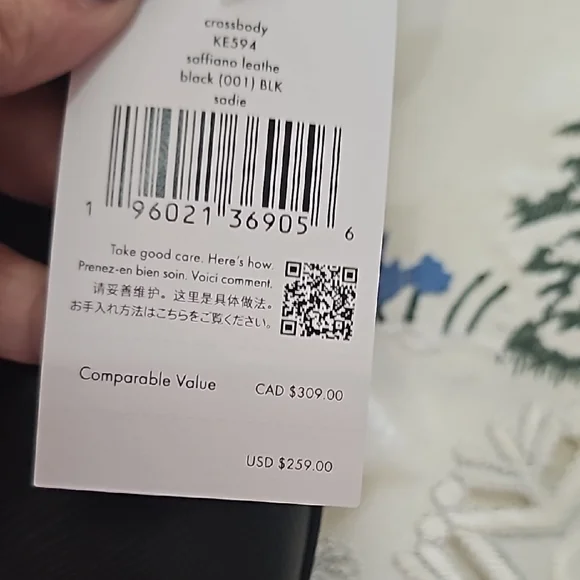 crossbody
KE594
saffiano leathe
black (001) BLK
sadie
1 96021 36905 6
Take good care. Here's how.
Prenez-en bien soin. Voici comment.
请妥善维护。这里是具体做法。
お手入れ方法はこちらをご覧ください。
Comparable Value CAD $309.00
USD $259.00